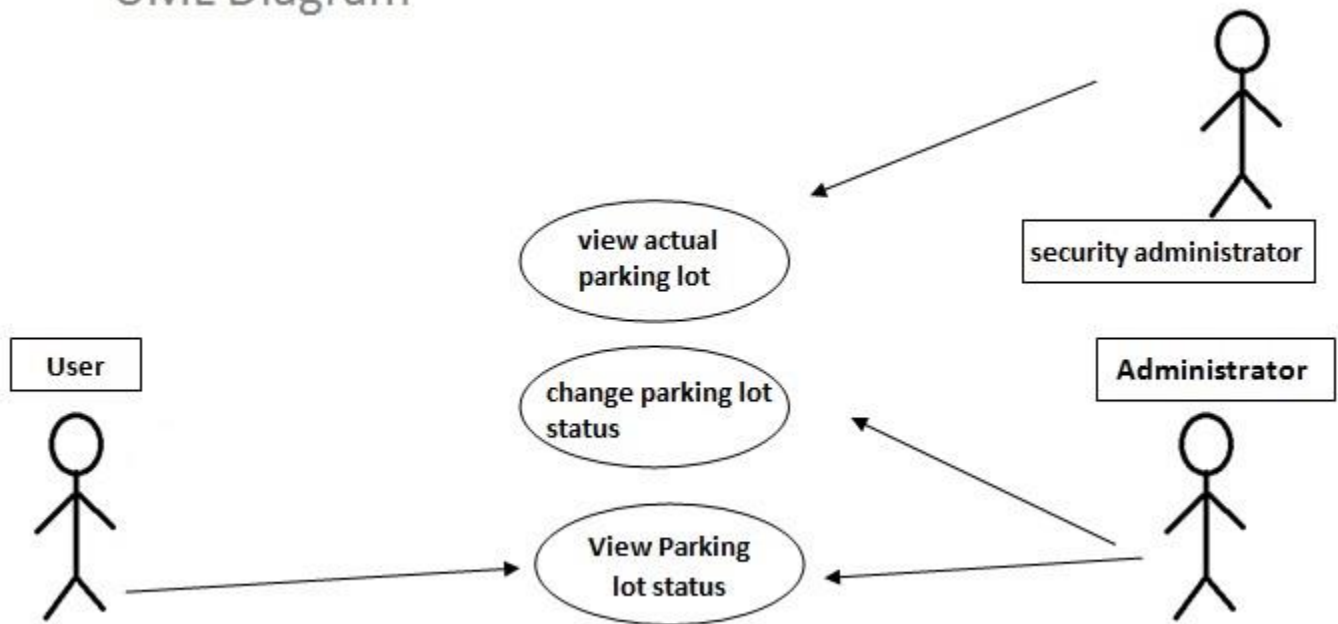 UML Diagram
view actual
parking lot
security administrator
User
change parking lot
status
Administrator
View Parking
lot status